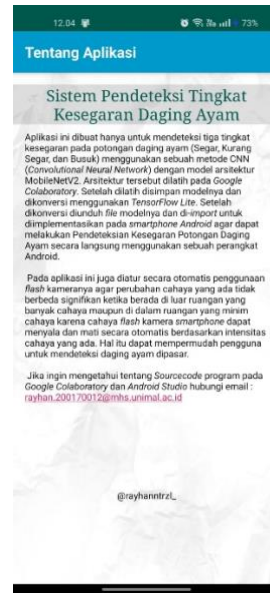 12.04
73%
Tentang Aplikasi
Sistem Pendeteksi Tingkat
Kesegaran Daging Ayam
Aplikasi ini dibuat hanya untuk mendeteksi tiga tingkat
kesegaran pada potongan daging ayam (Segar, Kurang
Segar, dan Busuk) menggunakan sebuah metode CNN
(Convolutional Neural Network) dengan model arsitektur
MobileNetV2. Arsitektur tersebut dilatih pada Google
Colaboratory. Setelah dilatih disimpan modelnya dan
dikonversi menggunakan TensorFlow Lite. Setelah
dikonversi diunduh file modelnya dan di-import untuk
diimplementasikan pada smartphone Android agar dapat
melakukan Pendeteksian Kesegaran Potongan Daging
Ayam secara langsung menggunakan sebuah perangkat
Android.
Pada aplikasi ini juga diatur secara otomatis penggunaan
flash kameranya agar perubahan cahaya yang ada tidak
berbeda signifikan ketika berada di luar ruangan yang
banyak cahaya maupun di dalam ruangan yang minim
cahaya karena cahaya flash kamera smartphone dapat
menyala dan mati secara otomatis berdasarkan intensitas
cahaya yang ada. Hal itu dapat mempermudah pengguna
untuk mendeteksi daging ayam dipasar.
Jika ingin mengetahui tentang Sourcecode program pada
Google Colaboratory dan Android Studio hubungi email :
rayhan.200170012@mhs.unimal.ac.id
@rayhanntrzl_